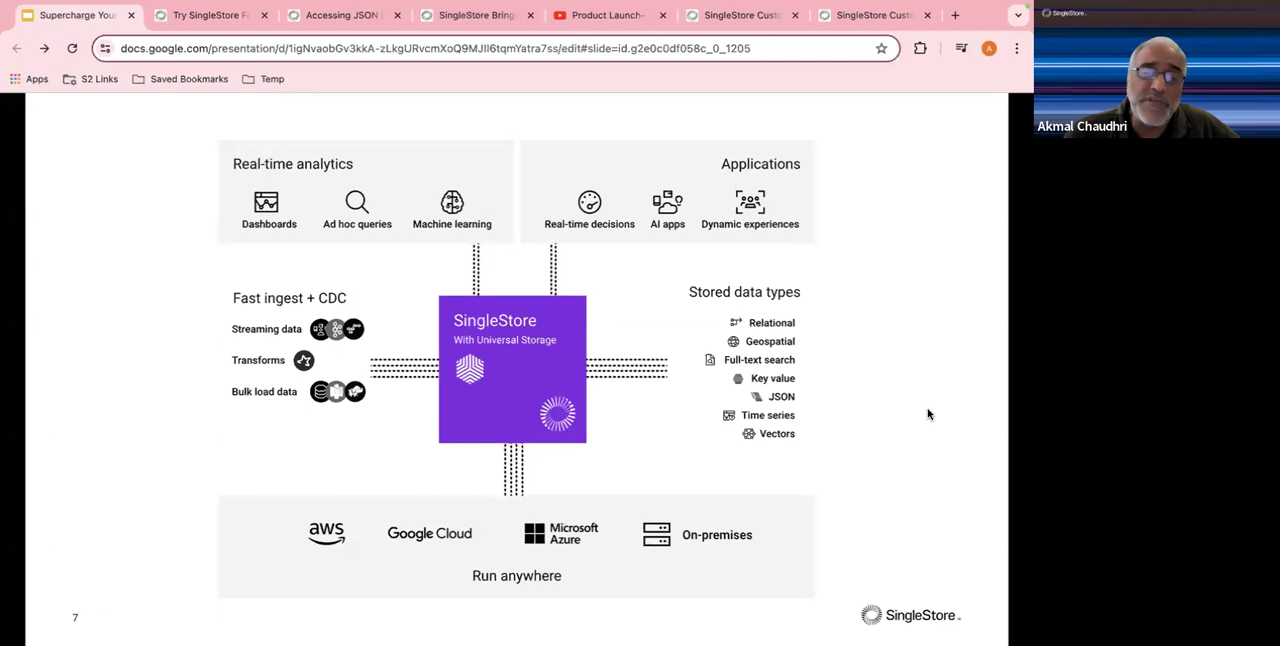 Supercharge You
Try SingleStore F
Accessing JSON
SingleStore Bring
Product Launch-
SingleStore Cust
SingleStore Custo
docs.google.com/presentation/d/1igNvaobGv3kkA-zLkgURvcmXoQ9MJII6tqmYatra7ss/edit#slide=id.g2e0c0df058c_0_1205
A
Apps
S2 Links
Saved Bookmarks
Temp
SingleStore
Akmal Chaudhri
Real-time analytics
Dashboards
Ad hoc queries
Machine learning
Applications
Real-time decisions
AI apps
Dynamic experiences
Fast ingest + CDC
Streaming data
Transforms
Bulk load data
SingleStore
With Universal Storage
Stored data types
Relational
Geospatial
Full-text search
Key value
JSON
Time series
Vectors
aws
Google Cloud
Microsoft
Azure
On-premises
Run anywhere
7
SingleStore